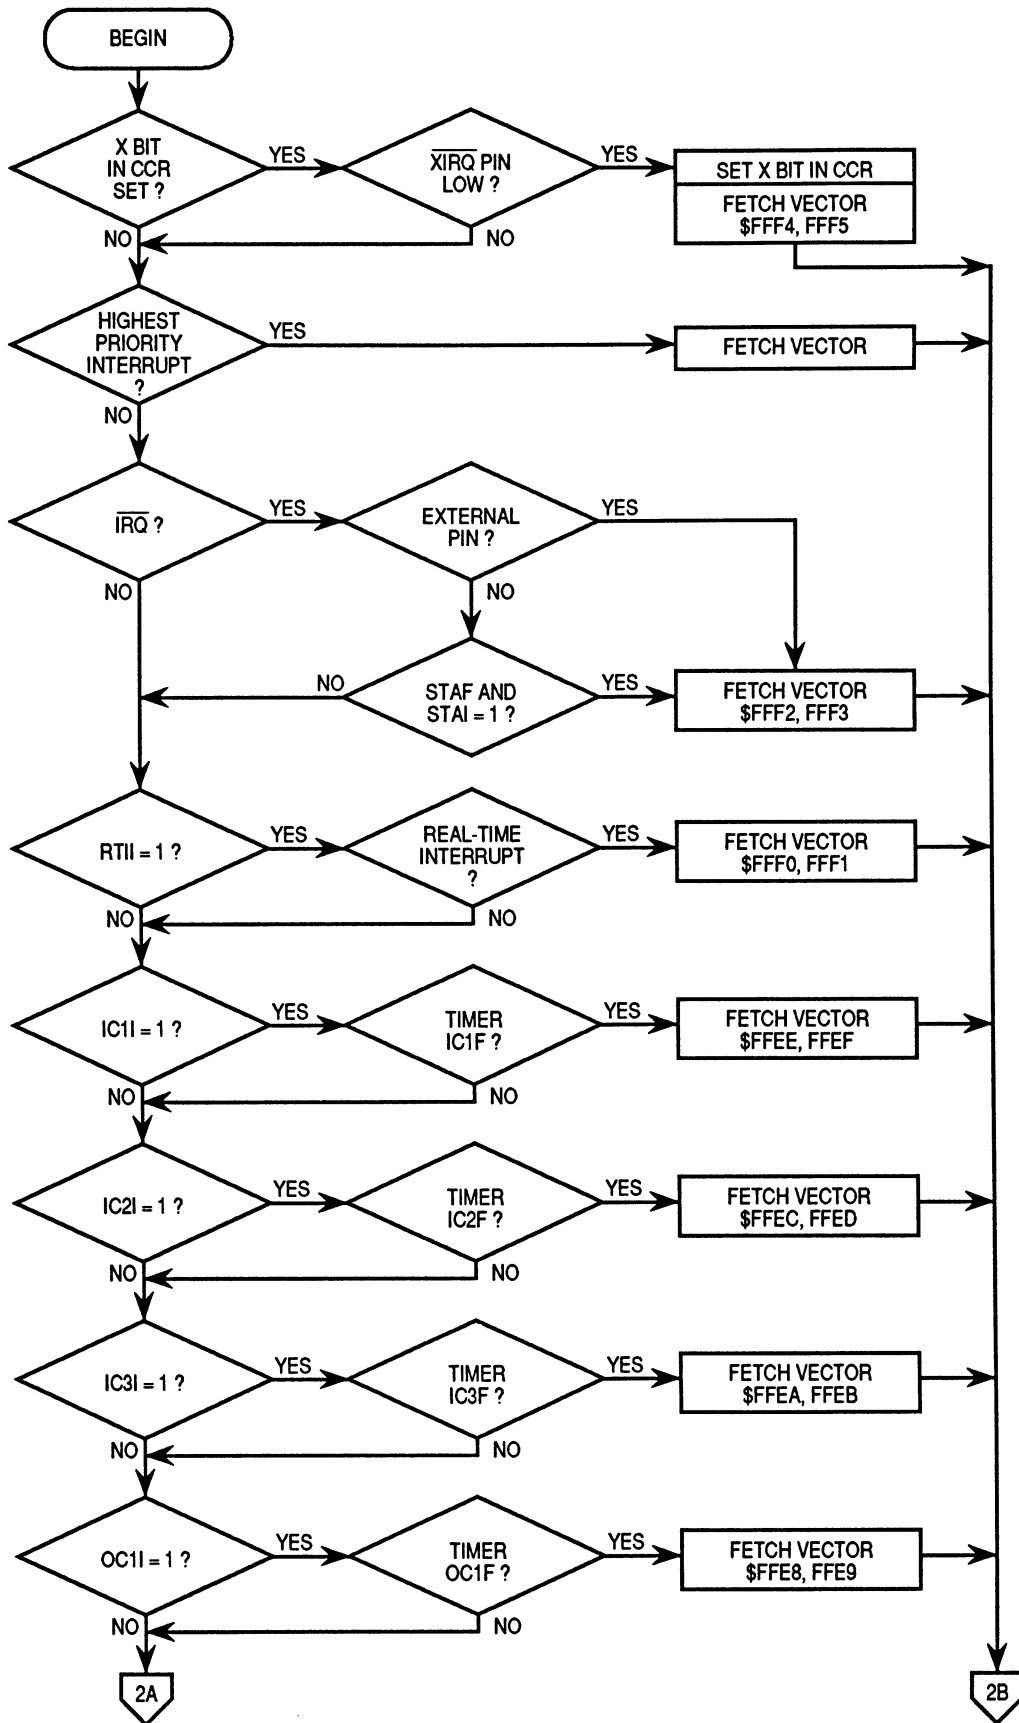 BEGIN
X BIT
IN CCR
SET ?
YES
XIRQ PIN
LOW ?
YES
SET X BIT IN CCR
FETCH VECTOR
$FFF4, FFF5
NO
NO
HIGHEST
PRIORITY
INTERRUPT
?
YES
FETCH VECTOR
NO
IRQ ?
YES
EXTERNAL
PIN ?
YES
NO
NO
NO
STAF AND
STAI = 1 ?
YES
FETCH VECTOR
$FFF2, FFF3
RTII = 1 ?
YES
REAL-TIME
INTERRUPT
?
YES
FETCH VECTOR
$FFF0, FFF1
NO
NO
IC1I = 1 ?
YES
TIMER
IC1F ?
YES
FETCH VECTOR
$FFEE, FFEF
NO
NO
IC2I = 1 ?
YES
TIMER
IC2F ?
YES
FETCH VECTOR
$FFEC, FFED
NO
NO
IC3I = 1 ?
YES
TIMER
IC3F ?
YES
FETCH VECTOR
$FFEA, FFEB
NO
NO
OC1I = 1 ?
YES
TIMER
OC1F ?
YES
FETCH VECTOR
$FFE8, FFE9
NO
NO
2A
2B